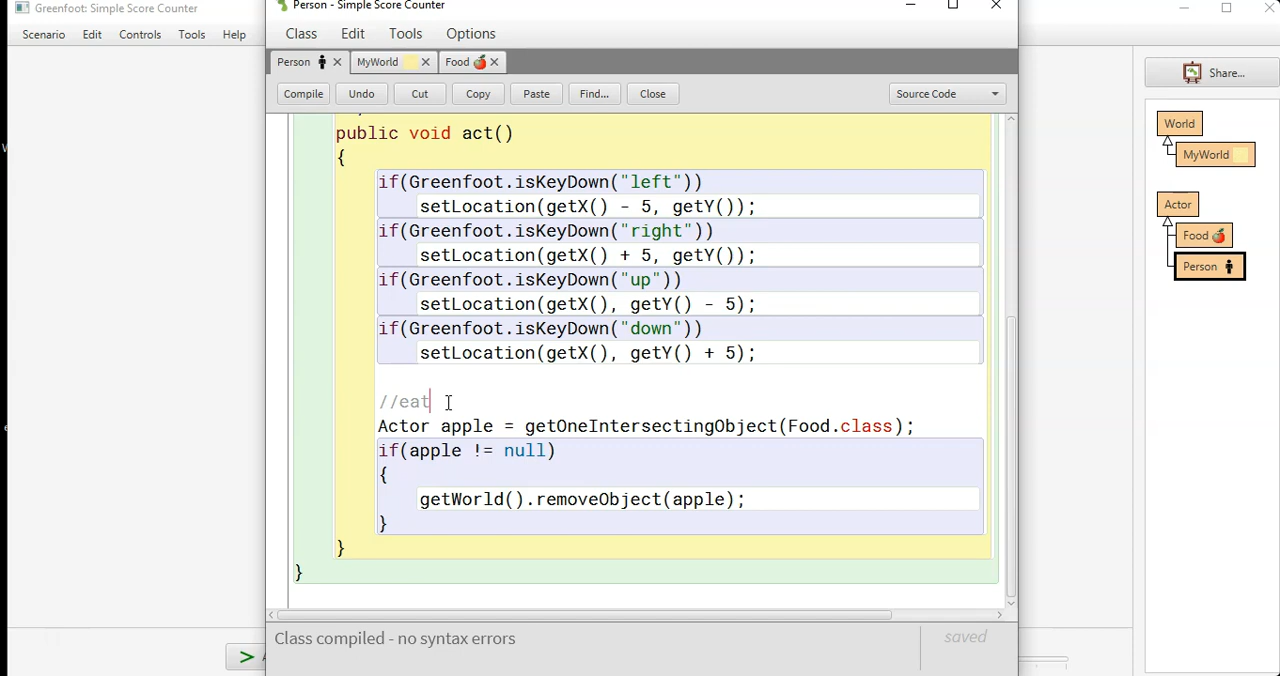 Greenfoot: Simple Score Counter
Scenario Edit Controls Tools Help
Person - Simple Score Counter
Class Edit Tools Options
Person MyWorld Food
Compile Undo Cut Copy Paste Find... Close Source Code
public void act()
{
if(Greenfoot.isKeyDown("left"))
setLocation(getX() - 5, getY());
if(Greenfoot.isKeyDown("right"))
setLocation(getX() + 5, getY());
if(Greenfoot.isKeyDown("up"))
setLocation(getX(), getY() - 5);
if(Greenfoot.isKeyDown("down"))
setLocation(getX(), getY() + 5);
//eat
Actor apple = getOneIntersectingObject(Food.class);
if(apple != null)
{
getWorld().removeObject(apple);
}
}
}
Class compiled - no syntax errors
saved
Share...
World
MyWorld
Actor
Food
Person